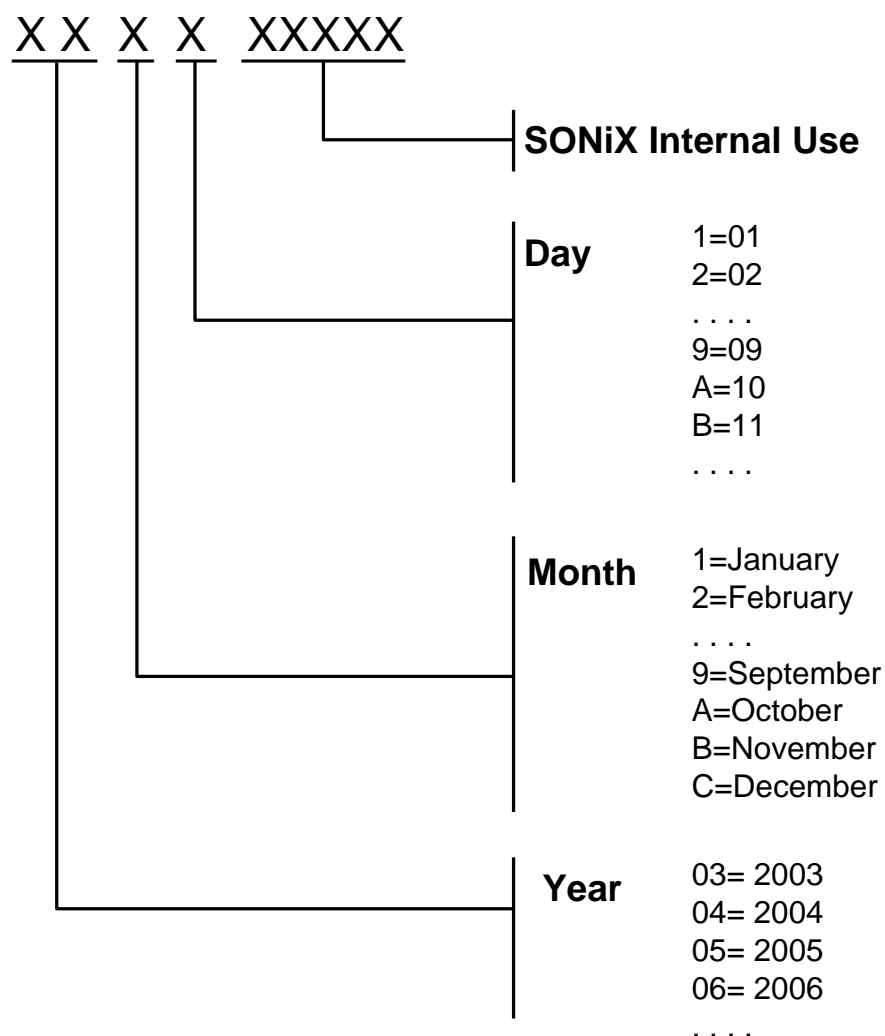 X X X X XXXXX
SONiX Internal Use
Day
1=01
2=02
. . . .
9=09
A=10
B=11
. . . .
Month
1=January
2=February
. . . .
9=September
A=October
B=November
C=December
Year
03= 2003
04= 2004
05= 2005
06= 2006
. . . .